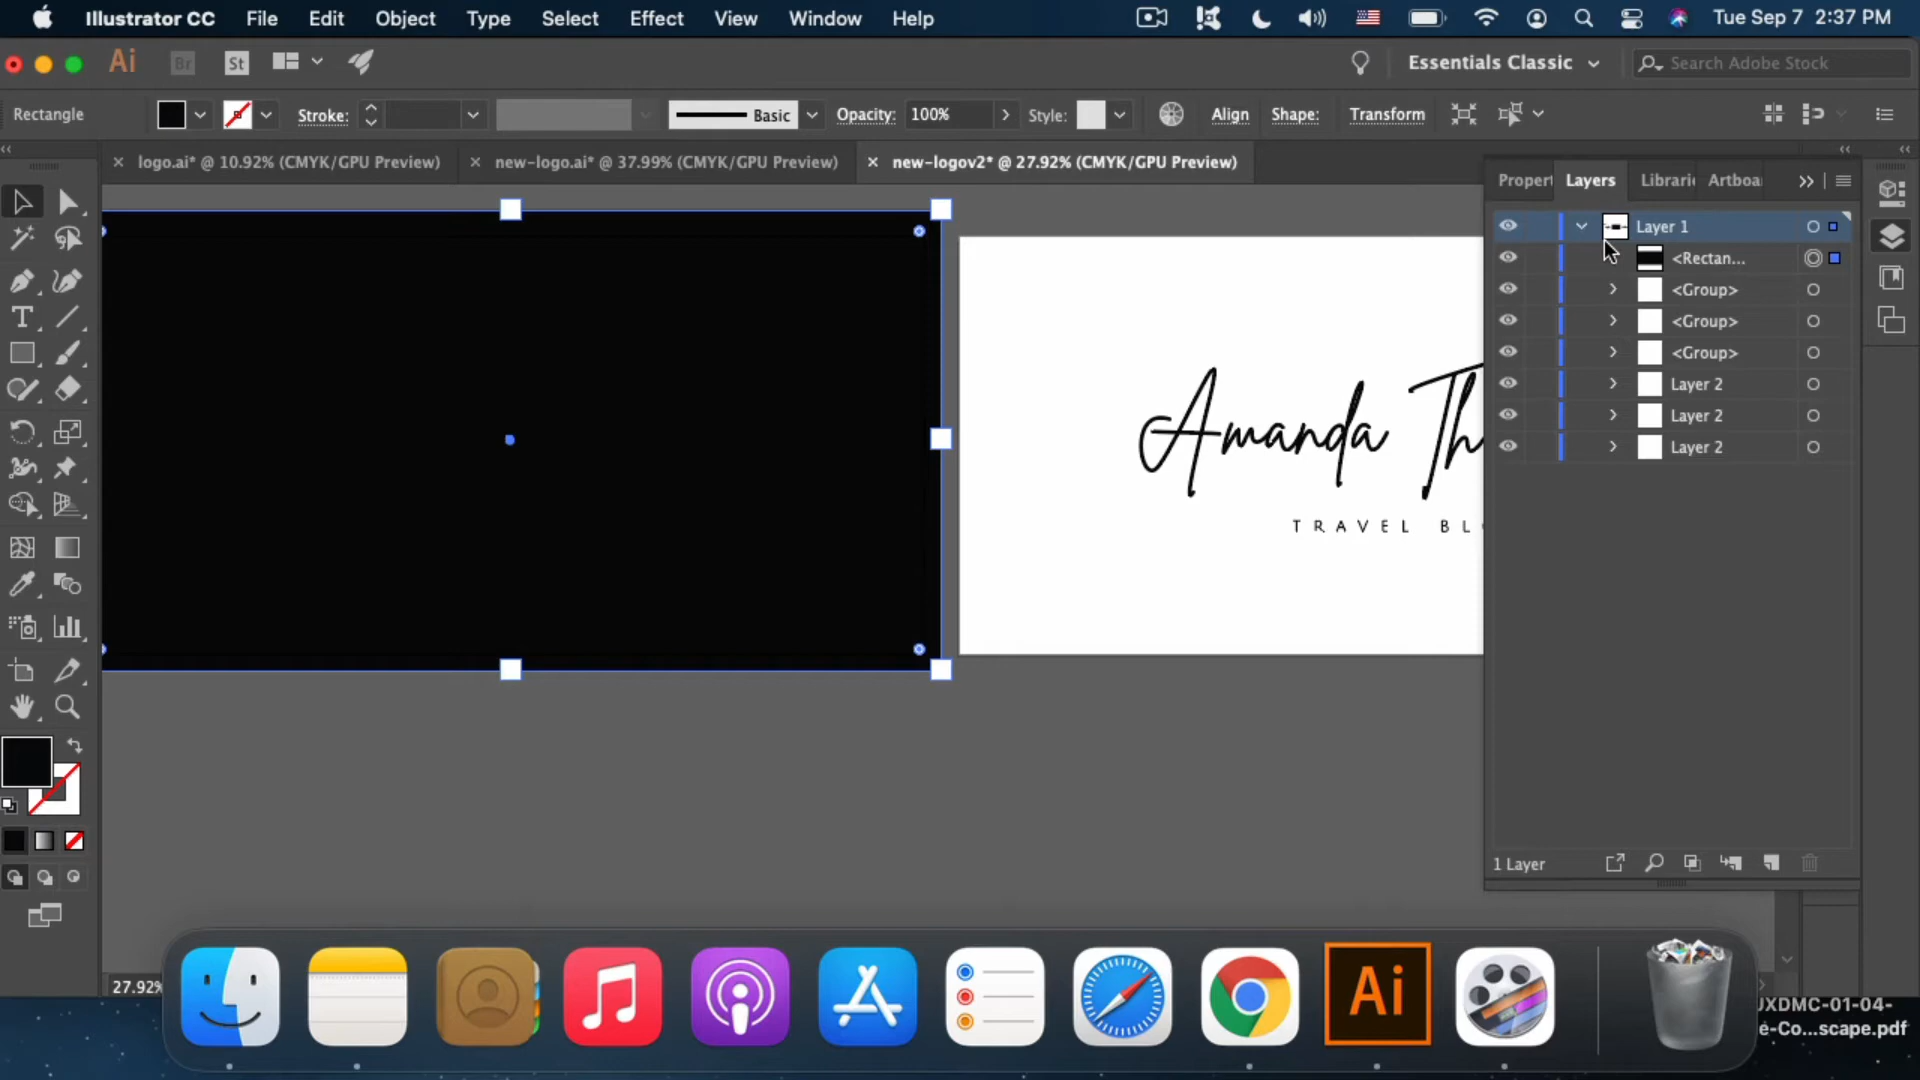 Illustrator CC File Edit Object Type Select Effect View Window Help Tue Sep 7 2:37 PM
Ai Br St Essentials Classic Search Adobe Stock
Rectangle Stroke: Basic Opacity: 100% Style: Align Shape: Transform
logo.ai* @ 10.92% (CMYK/GPU Preview) new-logo.ai* @ 37.99% (CMYK/GPU Preview) new-logov2* @ 27.92% (CMYK/GPU Preview)
Propert Layers Librari Artboa
Layer 1
<Rectan...
<Group>
<Group>
<Group>
Layer 2
Layer 2
Layer 2
Amanda Th
TRAVEL BLO
1 Layer
27.92%
Ai
JXDMC-01-04-
e-Co...scape.pdf